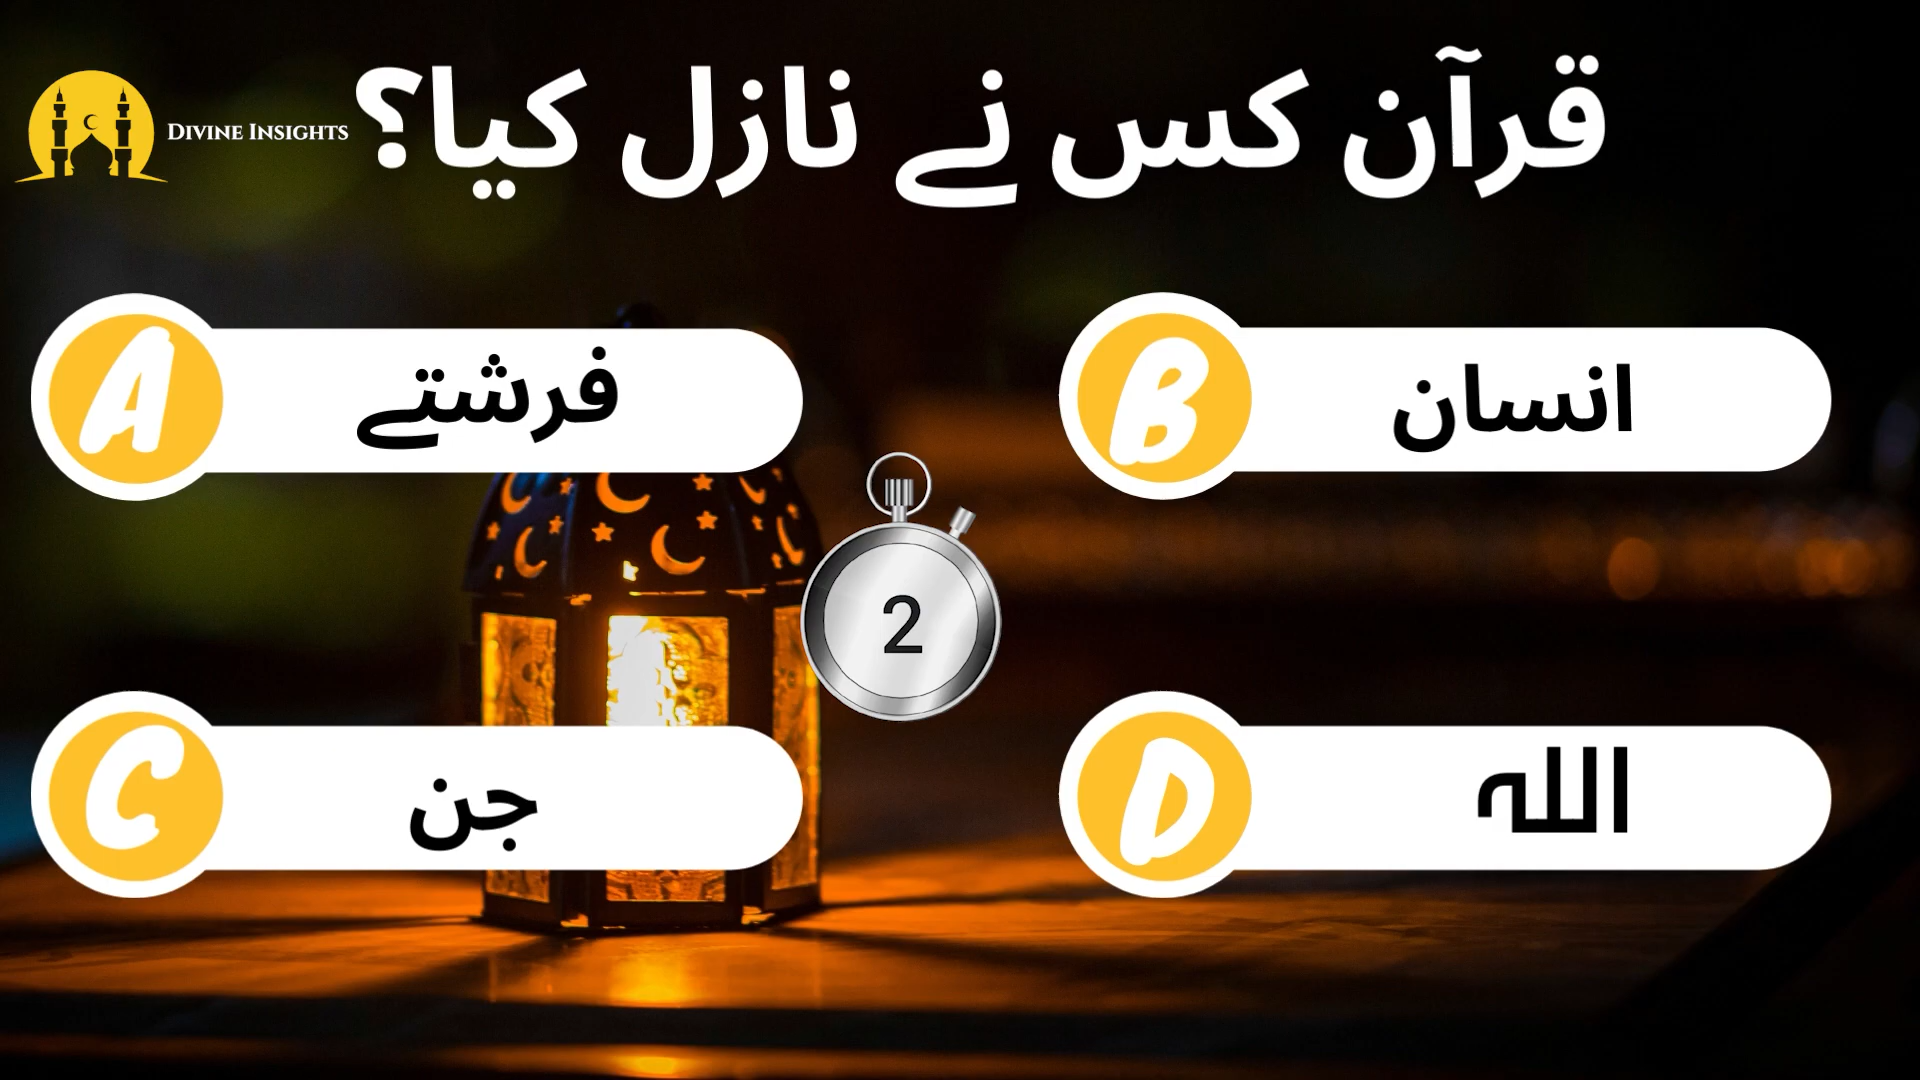 قرآن کس نے نازل کیا؟
DIVINE INSIGHTS
A
فرشتے
B
انسان
2
C
جن
D
اللہ